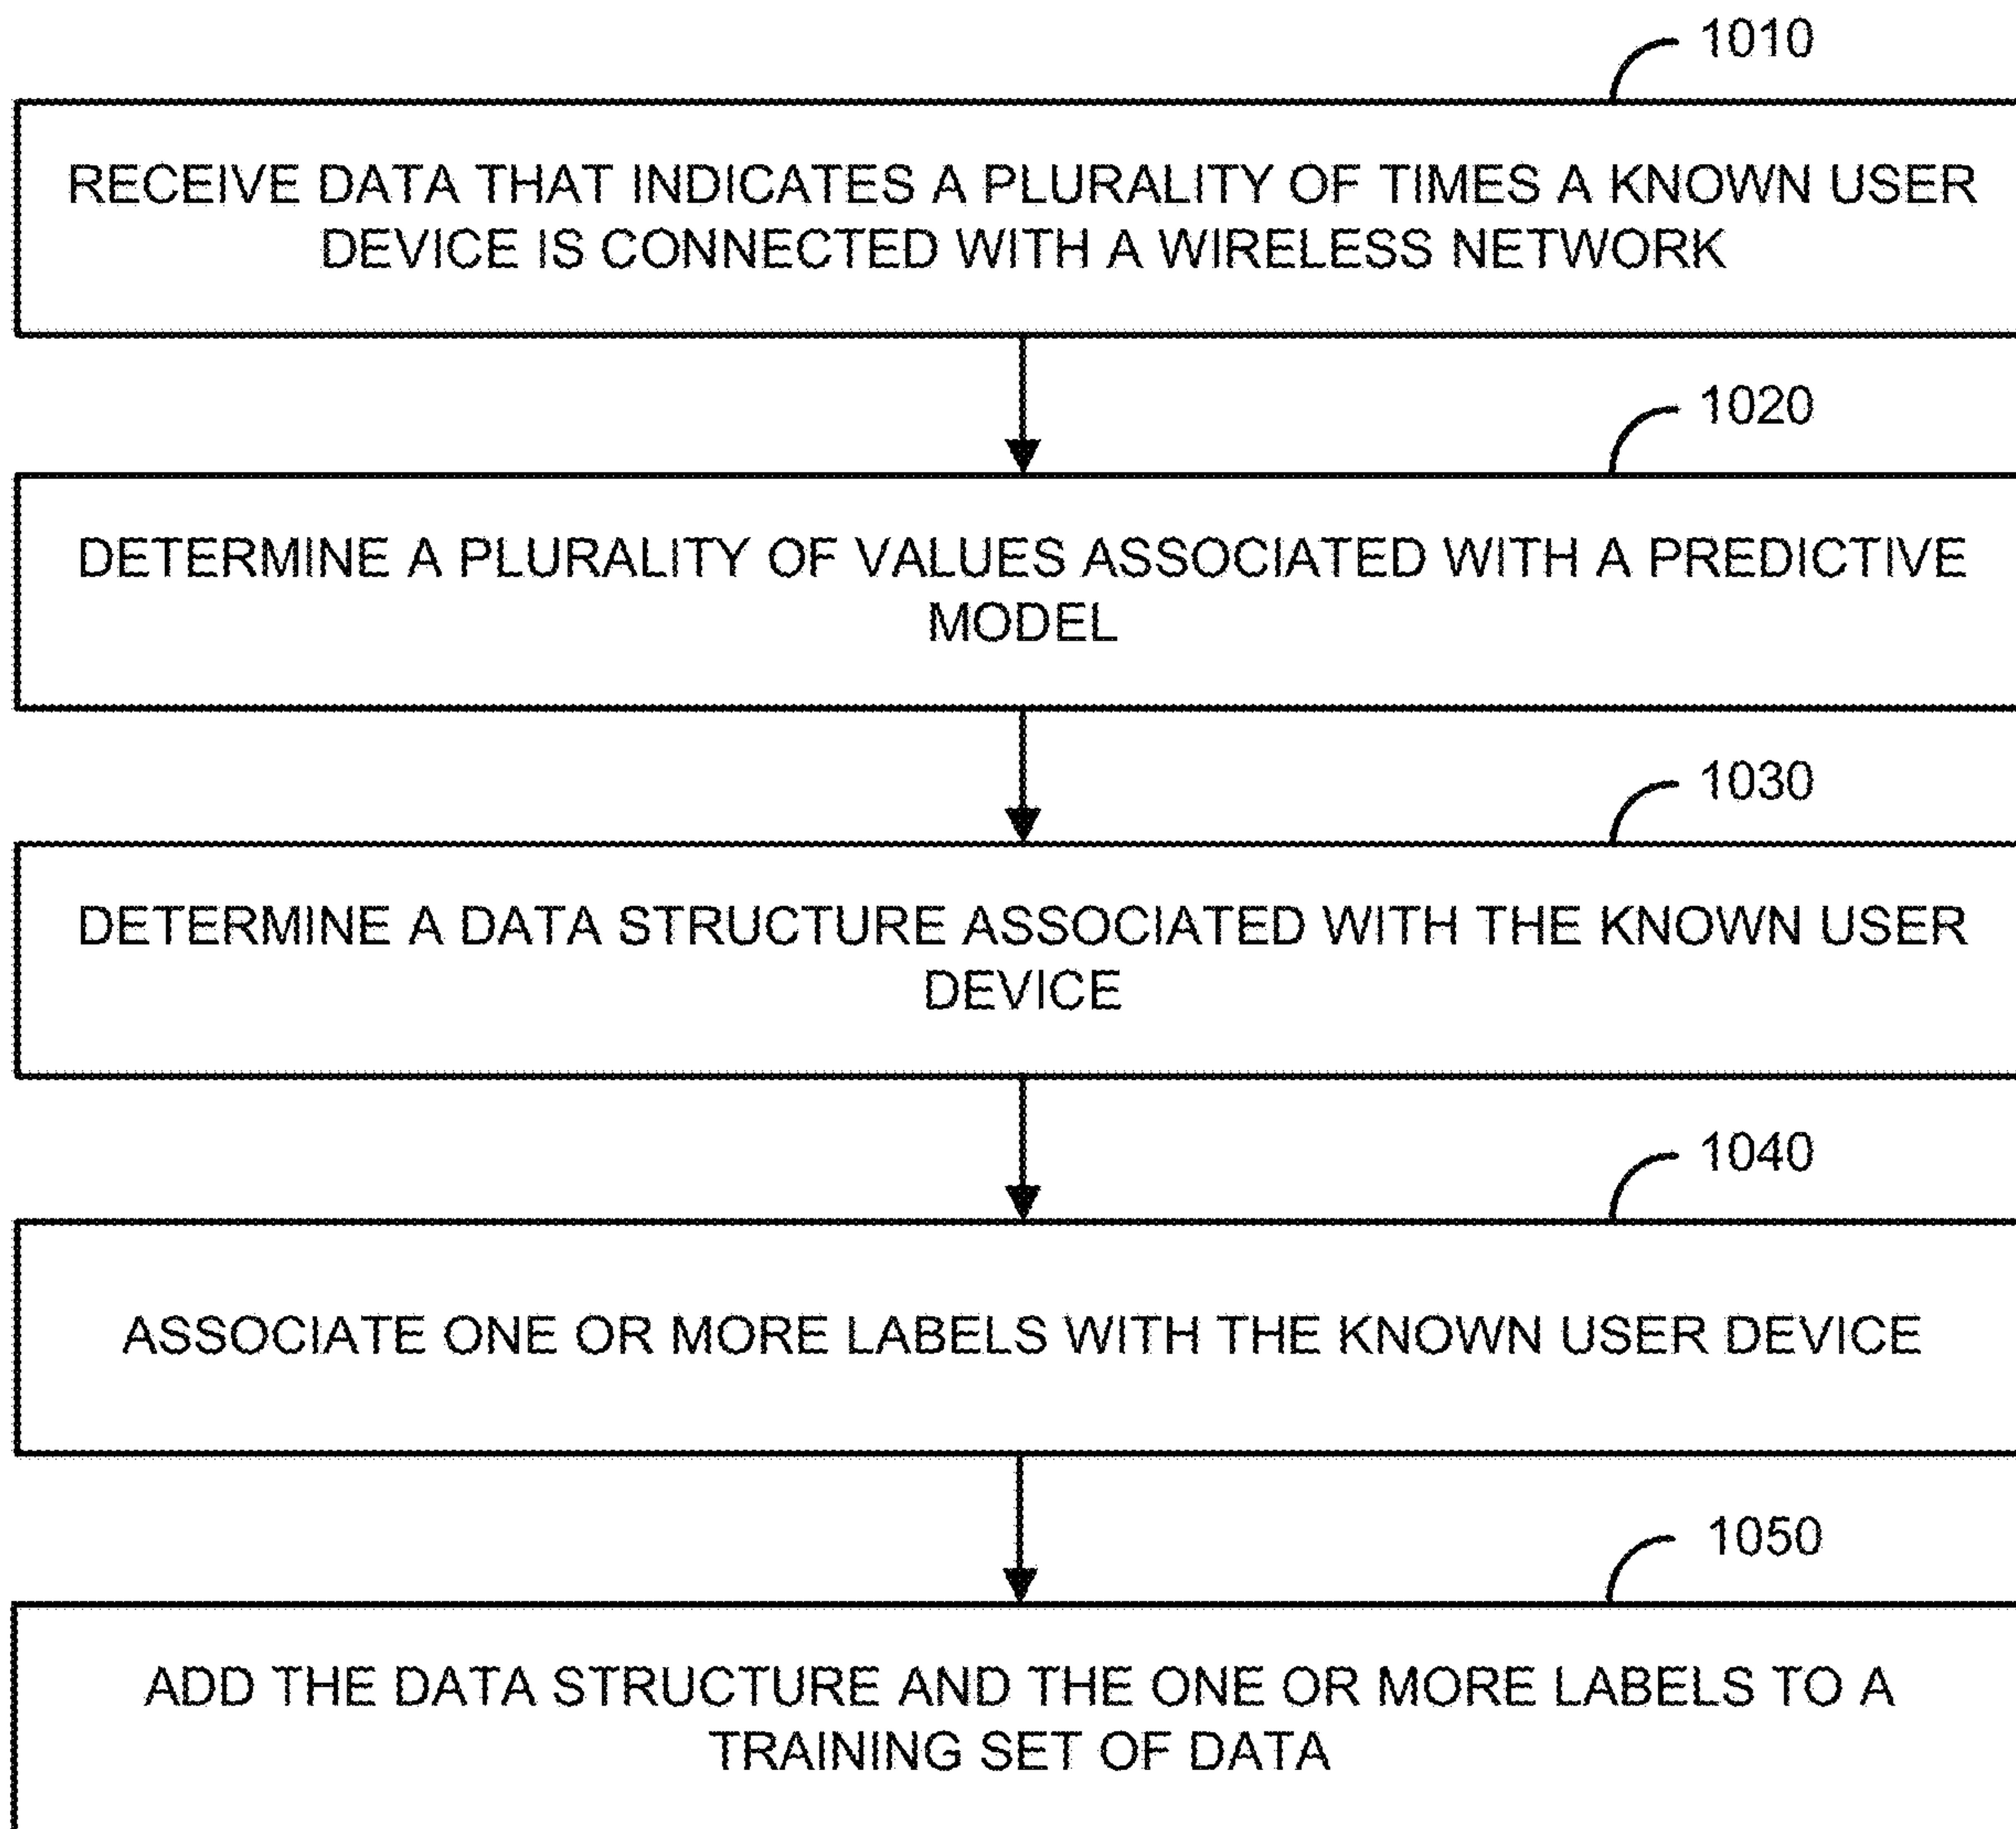 1010
RECEIVE DATA THAT INDICATES A PLURALITY OF TIMES A KNOWN USER
DEVICE IS CONNECTED WITH A WIRELESS NETWORK
1020
DETERMINE A PLURALITY OF VALUES ASSOCIATED WITH A PREDICTIVE
MODEL
1030
DETERMINE A DATA STRUCTURE ASSOCIATED WITH THE KNOWN USER
DEVICE
1040
ASSOCIATE ONE OR MORE LABELS WITH THE KNOWN USER DEVICE
1050
ADD THE DATA STRUCTURE AND THE ONE OR MORE LABELS TO A
TRAINING SET OF DATA